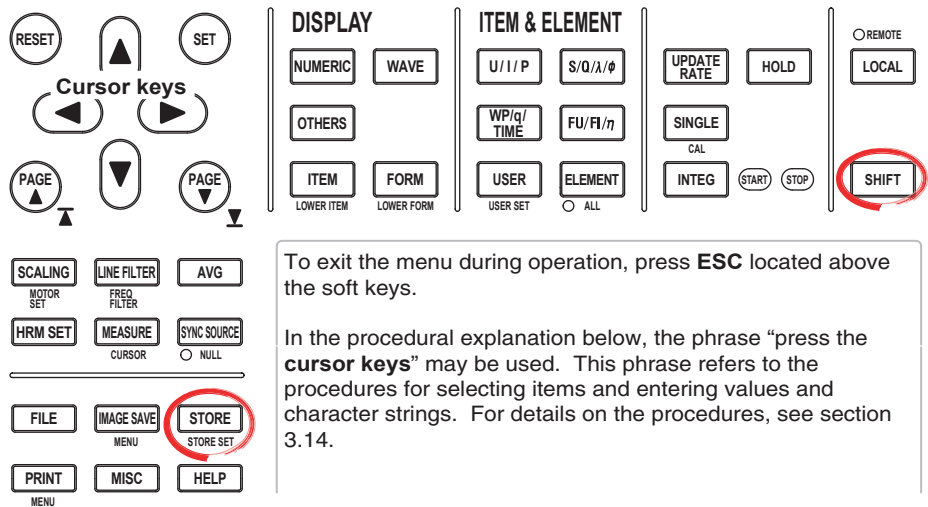 RESET
SET
Cursor keys
PAGE
PAGE
DISPLAY
NUMERIC WAVE
OTHERS
ITEM FORM
LOWER ITEM LOWER FORM
ITEM & ELEMENT
U/I/P S/Q/λ/ø
WP/q/
TIME
FU/FI/η
USER ELEMENT
USER SET ALL
UPDATE
RATE
HOLD
SINGLE
CAL
INTEG START STOP
REMOTE
LOCAL
SHIFT
SCALING LINE FILTER AVG
MOTOR
SET
FREQ
FILTER
HRM SET MEASURE SYNC SOURCE
CURSOR NULL
FILE IMAGE SAVE STORE
MENU STORE SET
PRINT MISC HELP
MENU
To exit the menu during operation, press ESC located above
the soft keys.
In the procedural explanation below, the phrase “press the
cursor keys” may be used. This phrase refers to the
procedures for selecting items and entering values and
character strings. For details on the procedures, see section
3.14.